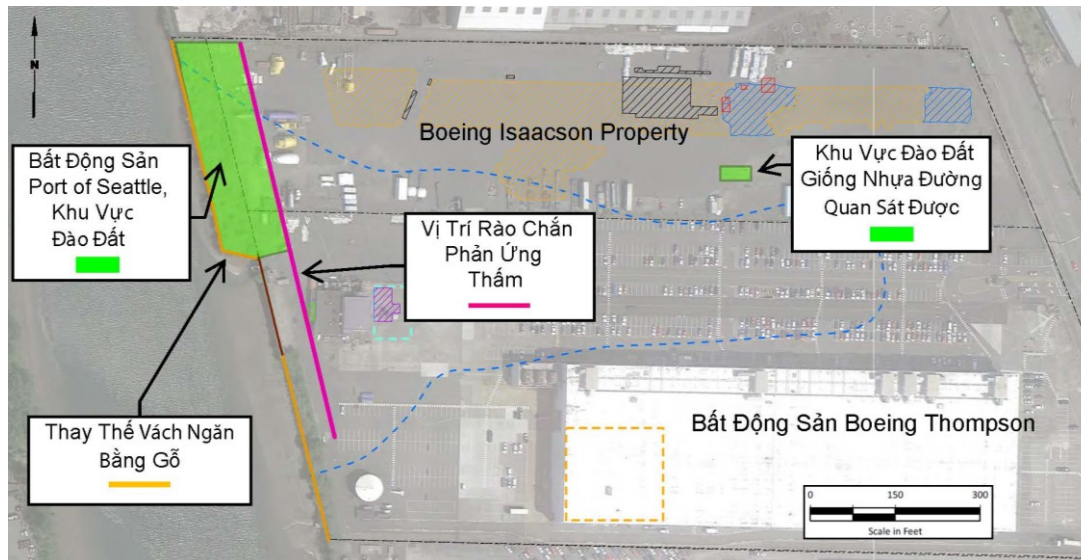 N
Boeing Isaacson Property
Bất Động Sản
Port of Seattle,
Khu Vực
Đào Đất
Khu Vực Đào Đất
Giống Nhựa Đường
Quan Sát Được
Vị Trí Rào Chắn
Phản Ứng
Thấm
Thay Thế Vách Ngăn
Bằng Gỗ
Bất Động Sản Boeing Thompson
0 150 300
Scale in Feet